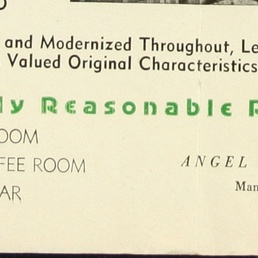 and Modernized Throughout, Le
Valued Original Characteristics
ly Reasonable R
OOM
FEE ROOM
AR
ANGEL
Man